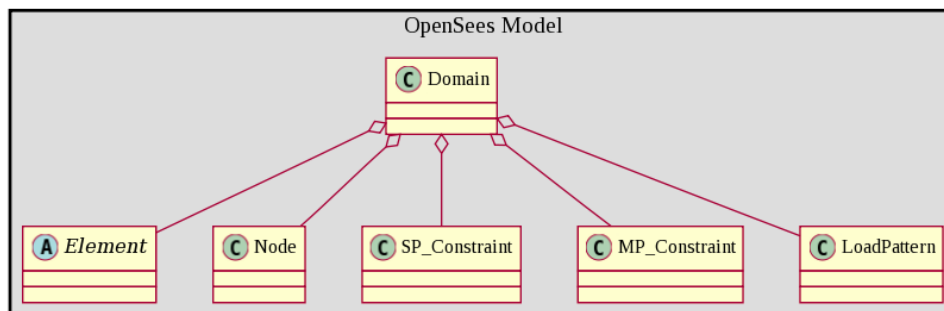 OpenSees Model
C Domain
A Element
C Node
C SP_Constraint
C MP_Constraint
C LoadPattern